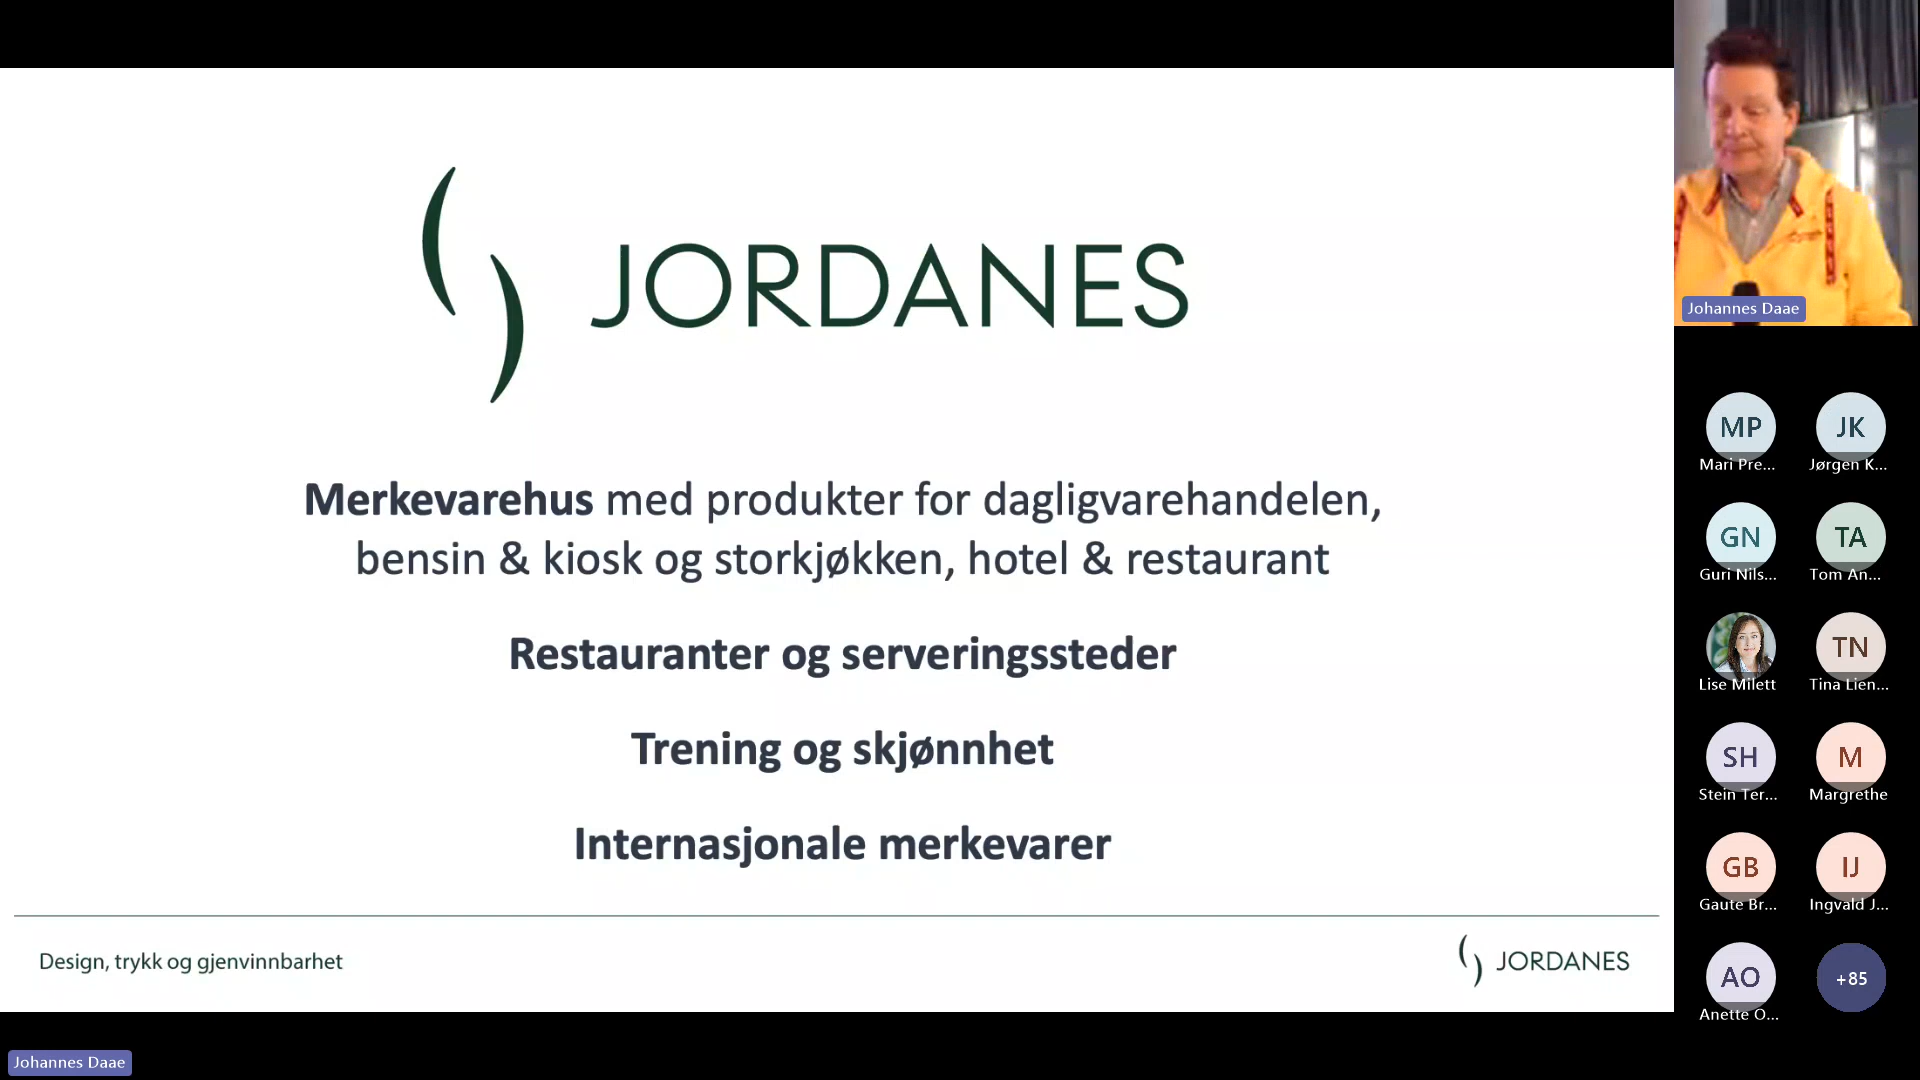 JORDANES
Merkevarehus med produkter for dagligvarehandelen,
bensin & kiosk og storkjøkken, hotel & restaurant
Restauranter og serveringssteder
Trening og skjønnhet
Internasjonale merkevarer
Design, trykk og gjenvinnbarhet
JORDANES
Johannes Daae
Johannes Daae
MP
Mari Pre...
JK
Jørgen K...
GN
Guri Nils...
TA
Tom An...
Lise Milett
TN
Tina Lien...
SH
Stein Ter...
M
Margrethe
GB
Gaute Br...
IJ
Ingvald J...
AO
Anette O...
+85